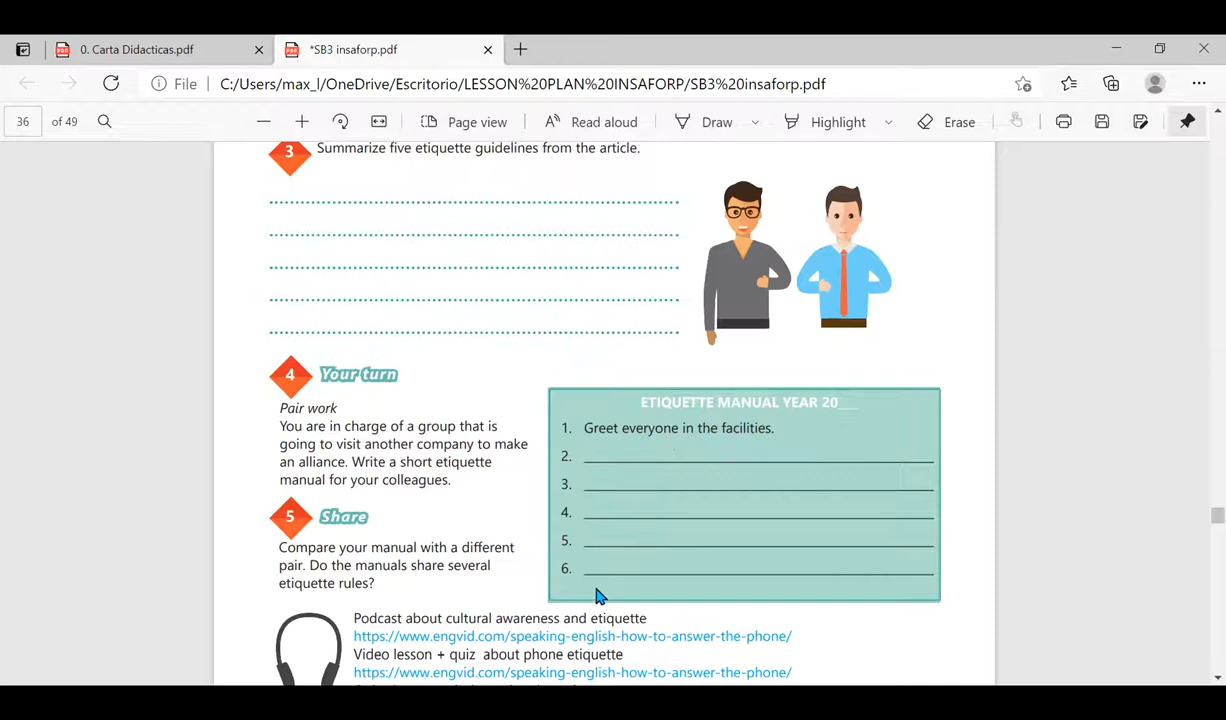 0. Carta Didacticas.pdf
*SB3 insaforp.pdf
File
C:/Users/max_l/OneDrive/Escritorio/LESSON%20PLAN%20INSAFORP/SB3%20insaforp.pdf
36 of 49
Page view
Read aloud
Draw
Highlight
Erase
3 Summarize five etiquette guidelines from the article.
4 Your turn
Pair work
You are in charge of a group that is
going to visit another company to make
an alliance. Write a short etiquette
manual for your colleagues.
5 Share
Compare your manual with a different
pair. Do the manuals share several
etiquette rules?
ETIQUETTE MANUAL YEAR 20___
1. Greet everyone in the facilities.
2.
3.
4.
5.
6.
Podcast about cultural awareness and etiquette
https://www.engvid.com/speaking-english-how-to-answer-the-phone/
Video lesson + quiz about phone etiquette
https://www.engvid.com/speaking-english-how-to-answer-the-phone/